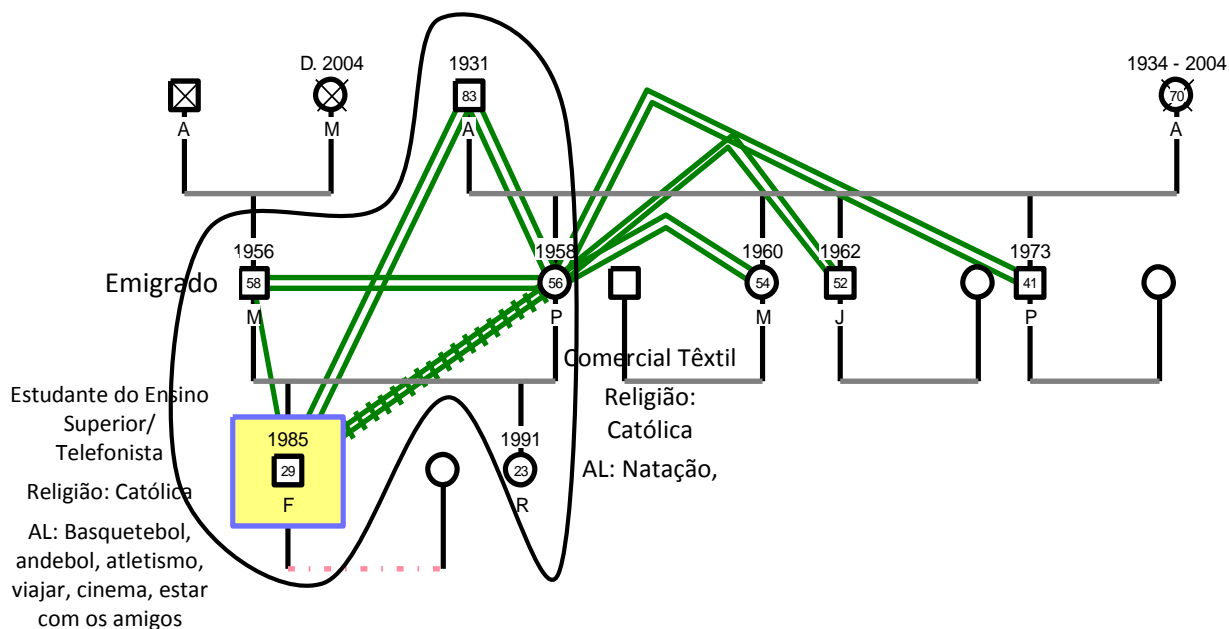 D. 2004
1931
1934 - 2004
83
70
A
M
A
A
1956
1958
1960
1962
1973
Emigrado
58
56
54
52
41
M
P
M
J
P
Comercial Têxtil
Religião:
Católica
AL: Natação,
Estudante do Ensino
Superior/
Telefonista
Religião: Católica
AL: Basquetebol,
andebol, atletismo,
viajar, cinema, estar
com os amigos
1985
29
F
1991
23
R